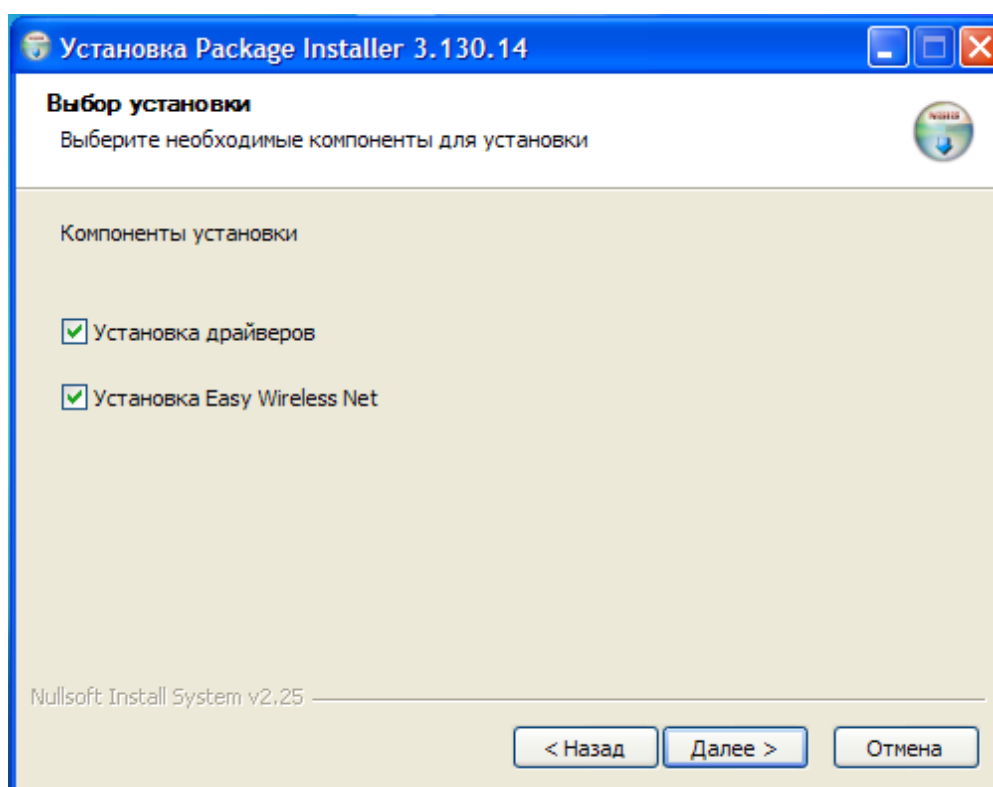 Установка Package Installer 3.130.14
Выбор установки
Выберите необходимые компоненты для установки
Компоненты установки
Установка драйверов
Установка Easy Wireless Net
Nullsoft Install System v2.25
< Назад
Далее >
Отмена